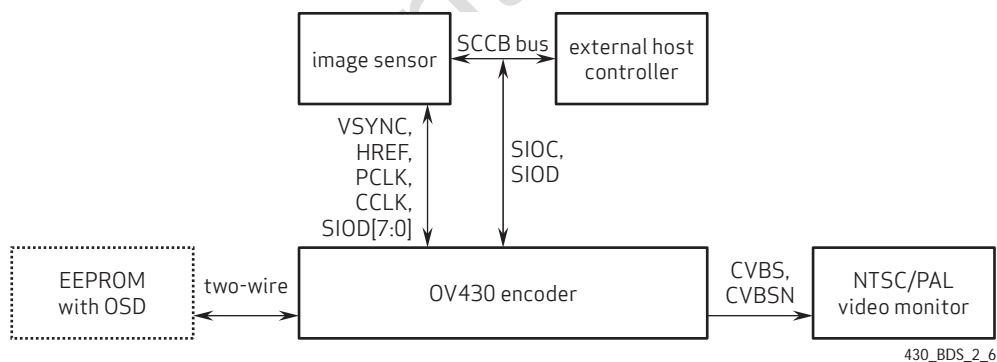 image sensor
SCCB bus
external host
controller
VSYNC,
HREF,
PCLK,
CCLK,
SIOD[7:0]
SIOC,
SIOD
EEPROM
with OSD
two-wire
OV430 encoder
CVBS,
CVBSN
NTSC/PAL
video monitor
430_BDS_2_6